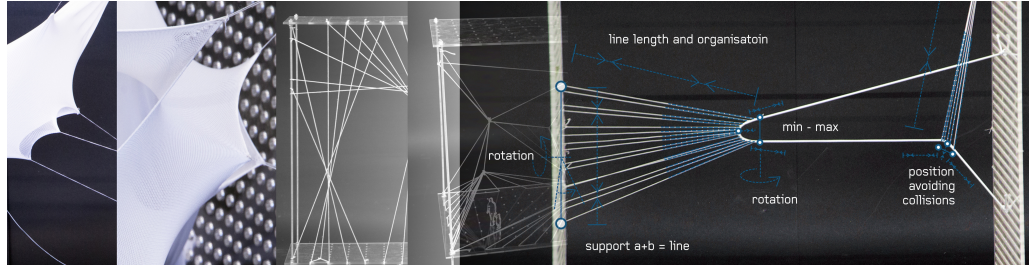 line length and organisatoin
min - max
rotation
position
avoiding
collisions
rotation
support a+b = line